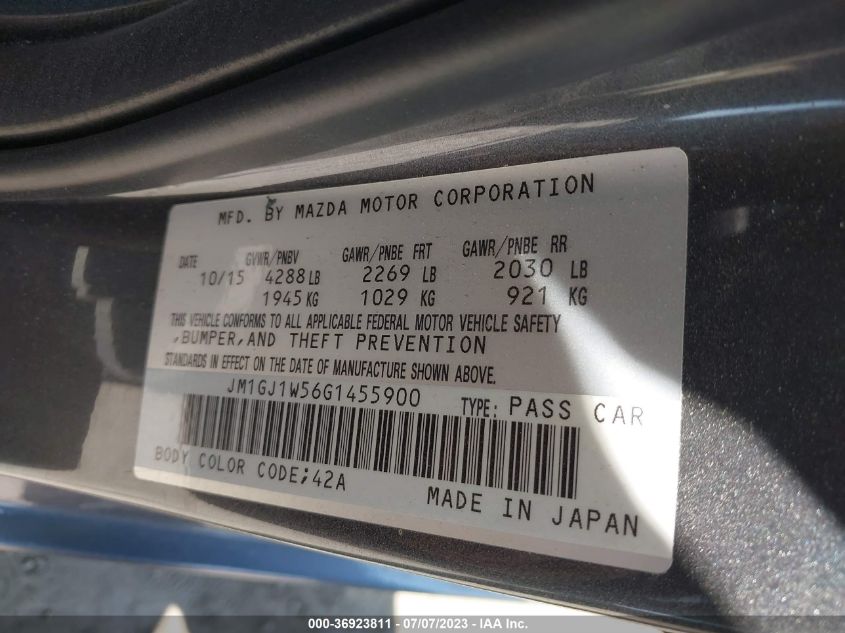 MFD. BY MAZDA MOTOR CORPORATION
DATE GVWR/PNBV GAWR/PNBE FRT GAWR/PNBE RR
10/15 4288 LB 2269 LB 2030 LB
1945 KG 1029 KG 921 KG
THIS VEHICLE CONFORMS TO ALL APPLICABLE FEDERAL MOTOR VEHICLE SAFETY
,BUMPER,AND THEFT PREVENTION
STANDARDS IN EFFECT ON THE DATE OF MANUFACTURE SHOWN ABOVE.
JM1GJ1W56G1455900 TYPE: PASS CAR
BODY COLOR CODE;42A
MADE IN JAPAN
000-36923811 - 07/07/2023 - IAA Inc.